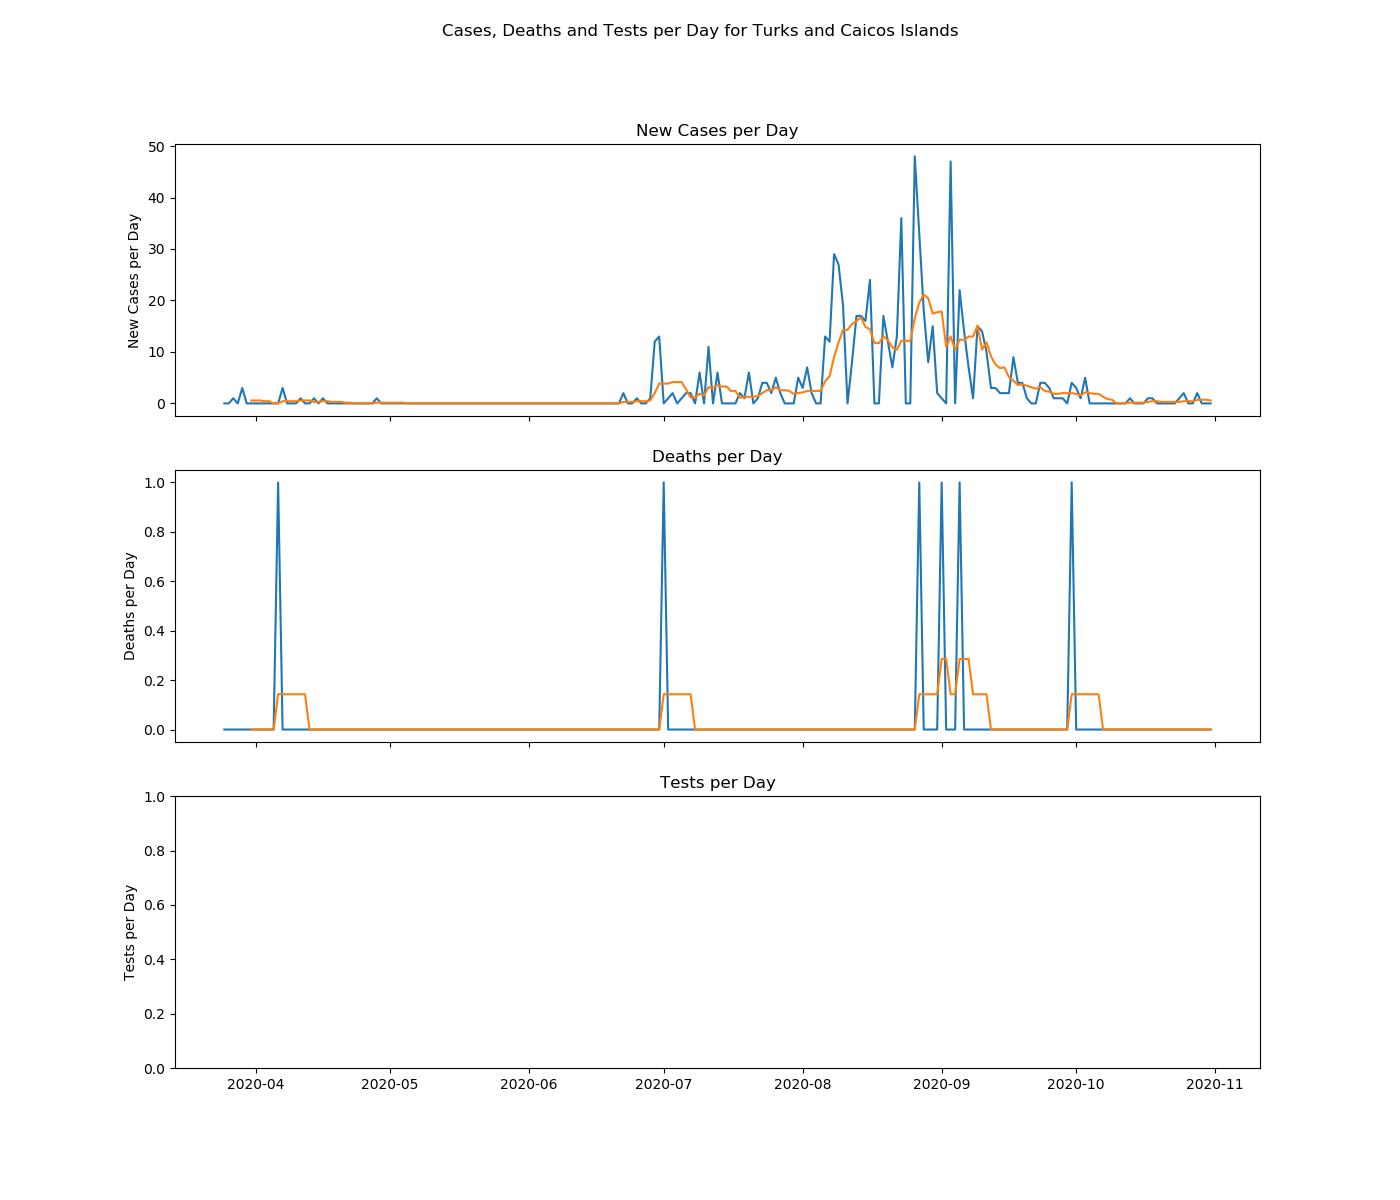 Cases, Deaths and Tests per Day for Turks and Caicos Islands
New Cases per Day
New Cases per Day
50
40
30
20
10
0
Deaths per Day
Deaths per Day
1.0
0.8
0.6
0.4
0.2
0.0
Tests per Day
Tests per Day
1.0
0.8
0.6
0.4
0.2
0.0
2020-04 2020-05 2020-06 2020-07 2020-08 2020-09 2020-10 2020-11